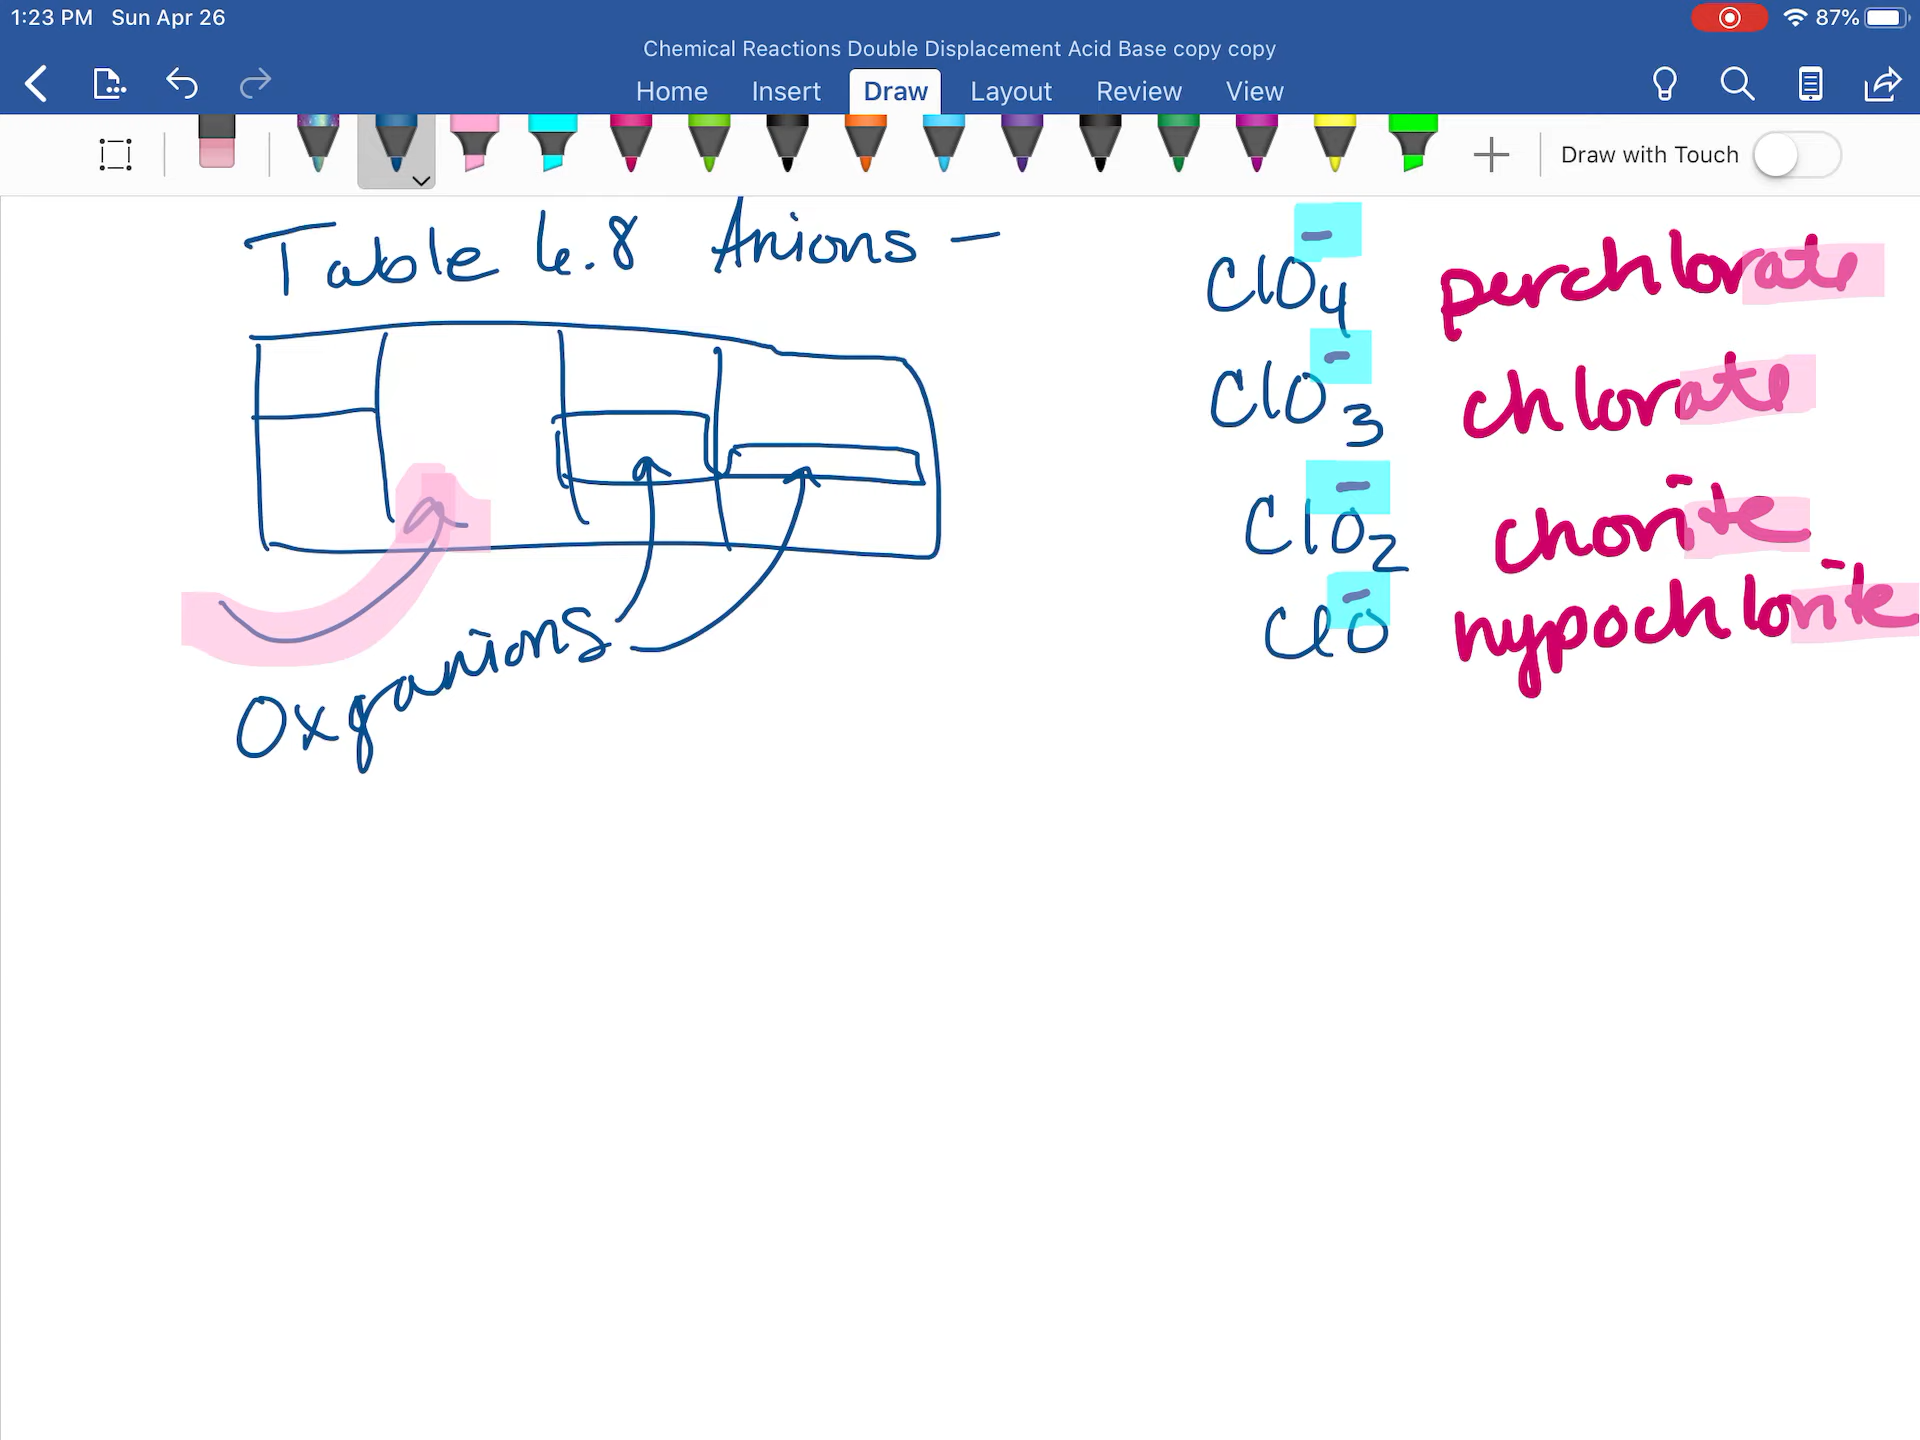 1:23 PM Sun Apr 26
87%
Chemical Reactions Double Displacement Acid Base copy copy
Home Insert Draw Layout Review View
Draw with Touch
Table 6.8 Anions –
ClO4⁻ perchlorate
ClO3⁻ chlorate
ClO2⁻ chorite
ClO⁻ hypochlorite
Oxyanions